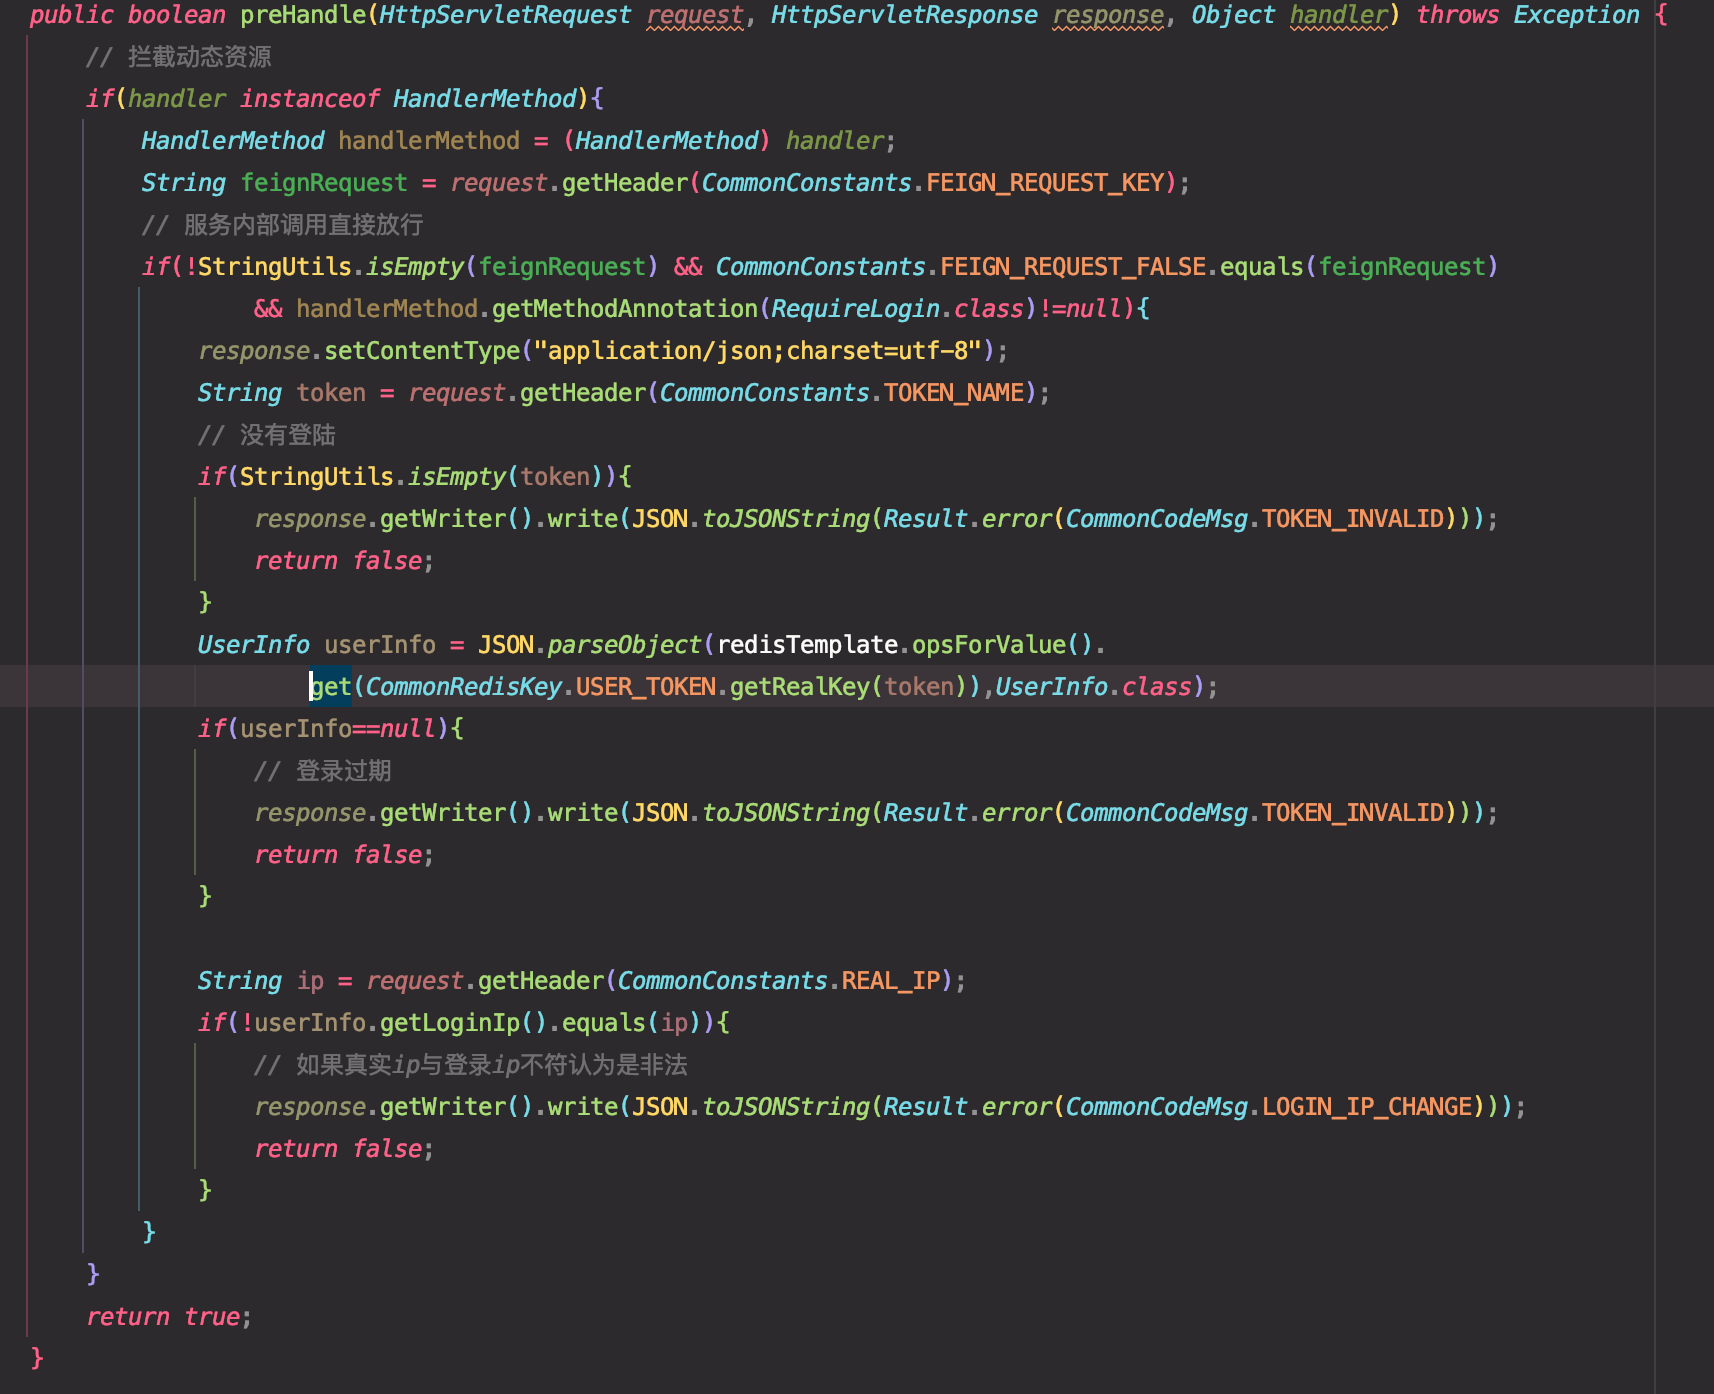 public boolean preHandle(HttpServletRequest request, HttpServletResponse response, Object handler) throws Exception {
    // 拦截动态资源
    if(handler instanceof HandlerMethod){
        HandlerMethod handlerMethod = (HandlerMethod) handler;
        String feignRequest = request.getHeader(CommonConstants.FEIGN_REQUEST_KEY);
        // 服务内部调用直接放行
        if(!StringUtils.isEmpty(feignRequest) && CommonConstants.FEIGN_REQUEST_FALSE.equals(feignRequest)
                && handlerMethod.getMethodAnnotation(RequireLogin.class)!=null){
            response.setContentType("application/json;charset=utf-8");
            String token = request.getHeader(CommonConstants.TOKEN_NAME);
            // 没有登陆
            if(StringUtils.isEmpty(token)){
                response.getWriter().write(JSON.toJSONString(Result.error(CommonCodeMsg.TOKEN_INVALID)));
                return false;
            }
            UserInfo userInfo = JSON.parseObject(redisTemplate.opsForValue().
                    get(CommonRedisKey.USER_TOKEN.getRealKey(token)),UserInfo.class);
            if(userInfo==null){
                // 登录过期
                response.getWriter().write(JSON.toJSONString(Result.error(CommonCodeMsg.TOKEN_INVALID)));
                return false;
            }

            String ip = request.getHeader(CommonConstants.REAL_IP);
            if(!userInfo.getLoginIp().equals(ip)){
                // 如果真实ip与登录ip不符认为是非法
                response.getWriter().write(JSON.toJSONString(Result.error(CommonCodeMsg.LOGIN_IP_CHANGE)));
                return false;
            }
        }
    }
    return true;
}